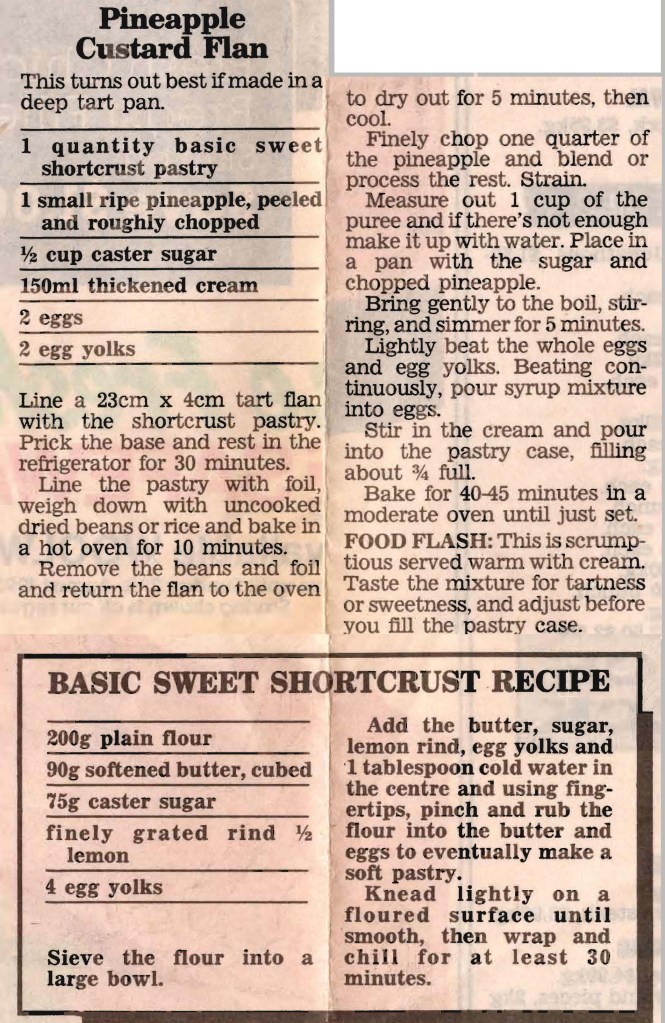 Pineapple
Custard Flan
This turns out best if made in a
deep tart pan.
1 quantity basic sweet
shortcrust pastry
1 small ripe pineapple, peeled
and roughly chopped
½ cup caster sugar
150ml thickened cream
2 eggs
2 egg yolks
Line a 23cm x 4cm tart flan
with the shortcrust pastry.
Prick the base and rest in the
refrigerator for 30 minutes.
Line the pastry with foil,
weigh down with uncooked
dried beans or rice and bake in
a hot oven for 10 minutes.
Remove the beans and foil
and return the flan to the oven
to dry out for 5 minutes, then
cool.
Finely chop one quarter of
the pineapple and blend or
process the rest. Strain.
Measure out 1 cup of the
puree and if there's not enough
make it up with water. Place in
a pan with the sugar and
chopped pineapple.
Bring gently to the boil, stir-
ring, and simmer for 5 minutes.
Lightly beat the whole eggs
and egg yolks. Beating con-
tinuously, pour syrup mixture
into eggs.
Stir in the cream and pour
into the pastry case, filling
about ¾ full.
Bake for 40-45 minutes in a
moderate oven until just set.
FOOD FLASH: This is scrump-
tious served warm with cream.
Taste the mixture for tartness
or sweetness, and adjust before
you fill the pastry case.
BASIC SWEET SHORTCRUST RECIPE
200g plain flour
90g softened butter, cubed
75g caster sugar
finely grated rind ½
lemon
4 egg yolks
Sieve the flour into a
large bowl.
Add the butter, sugar,
lemon rind, egg yolks and
1 tablespoon cold water in
the centre and using fing-
ertips, pinch and rub the
flour into the butter and
eggs to eventually make a
soft pastry.
Knead lightly on a
floured surface until
smooth, then wrap and
chill for at least 30
minutes.